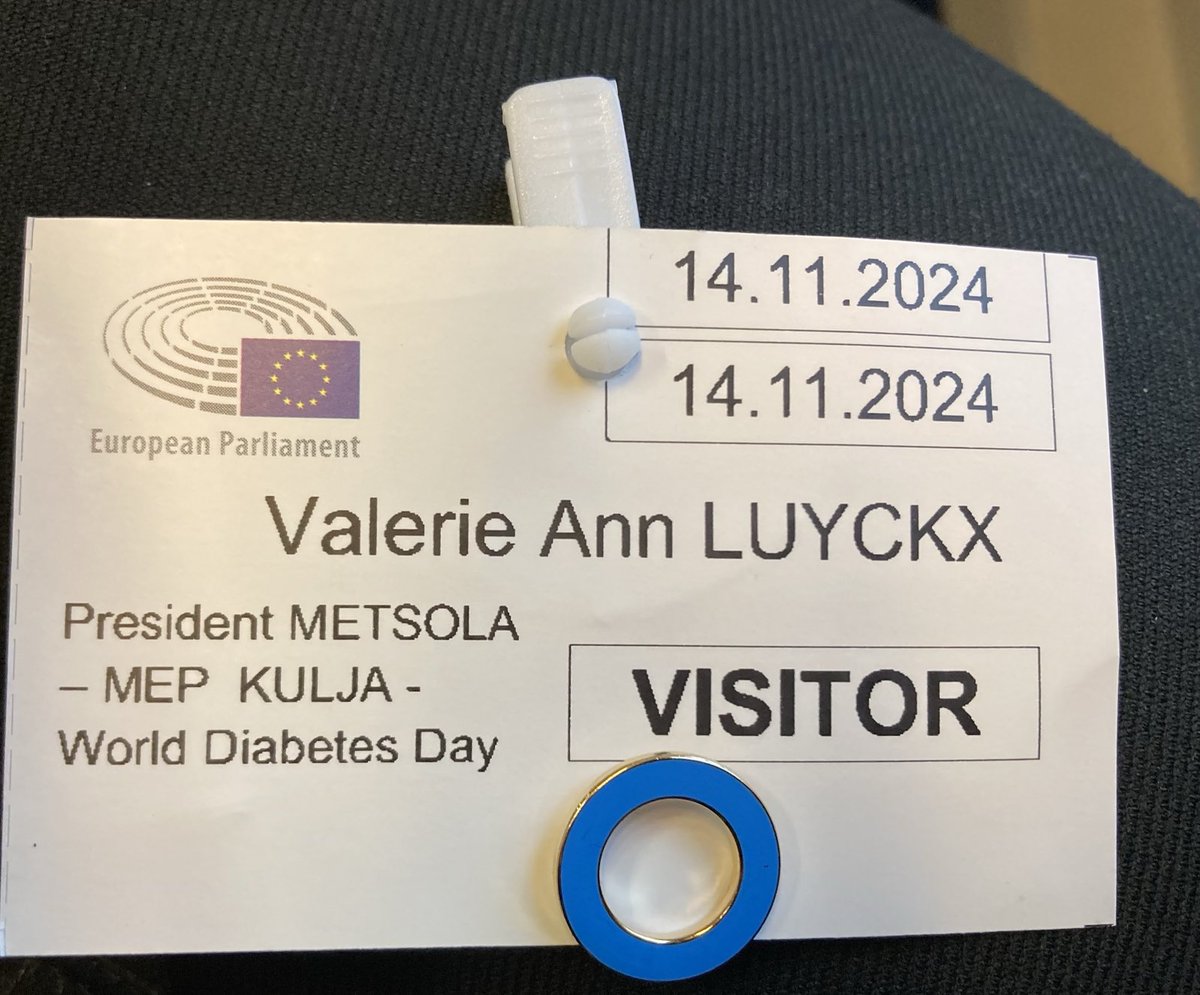 14.11.2024
14.11.2024
European Parliament
Valerie Ann LUYCKX
President METSOLA
– MEP  KULJA -
World Diabetes Day
VISITOR